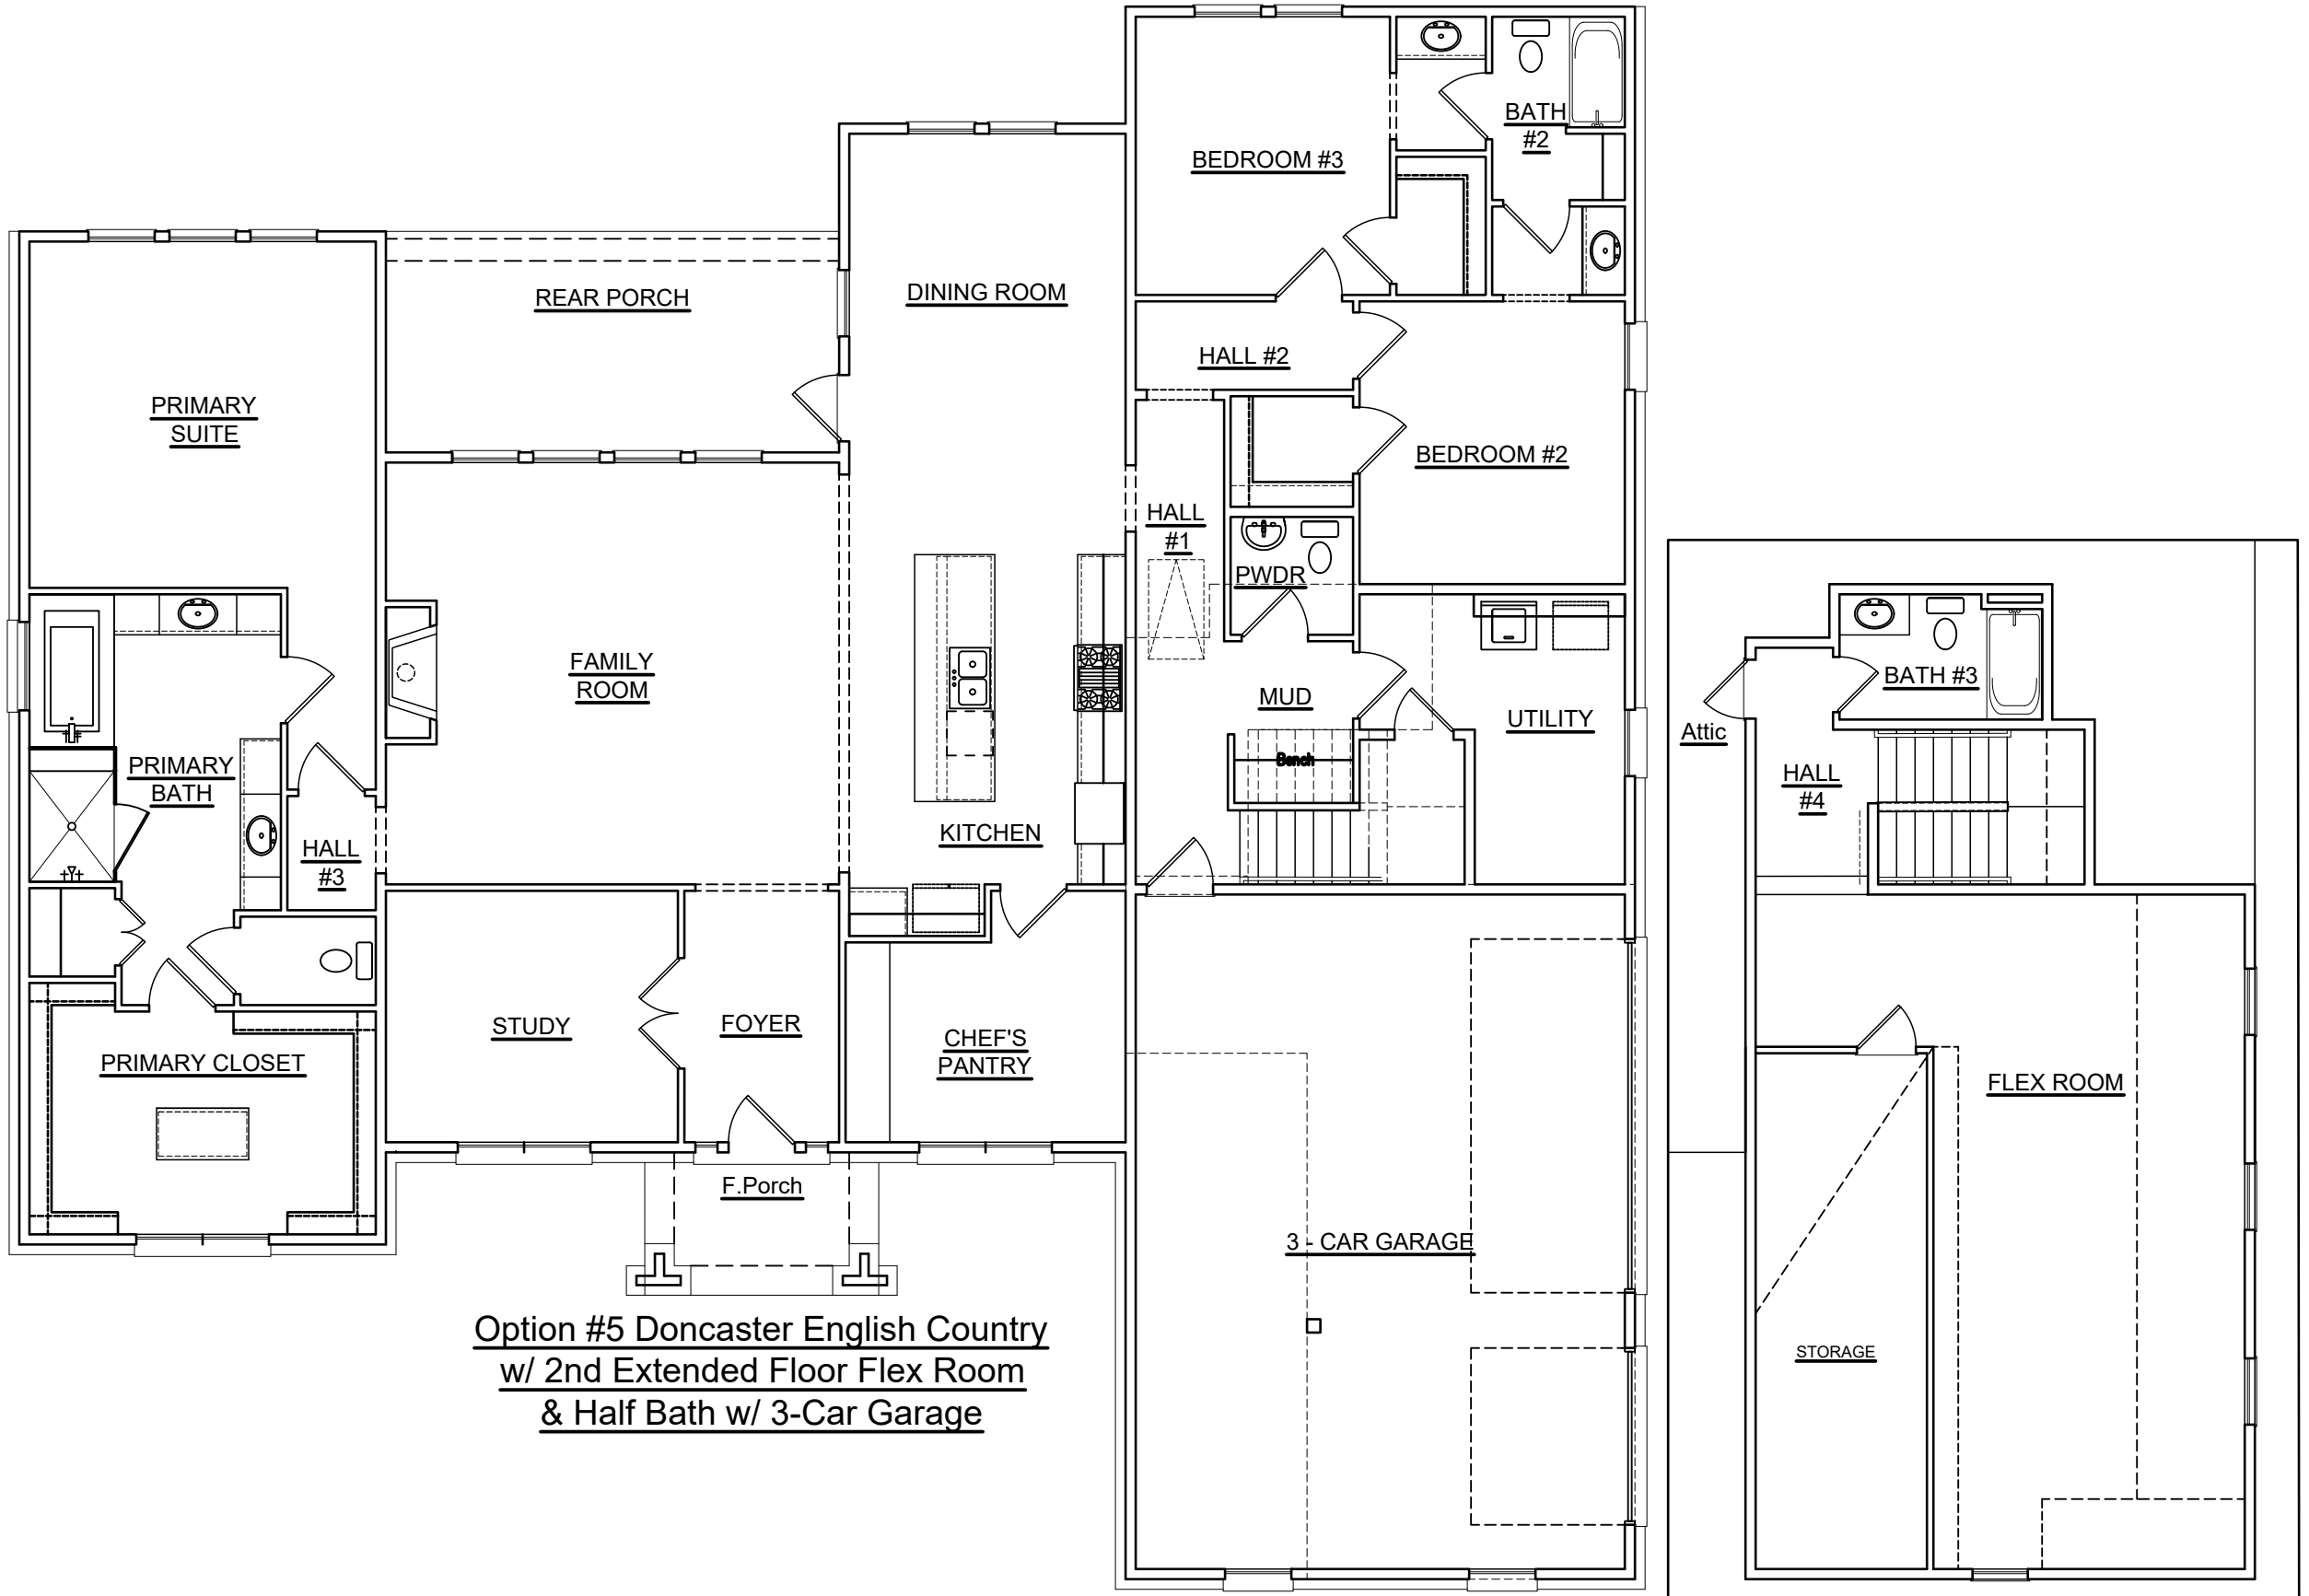 BATH
#2
BEDROOM #3
REAR PORCH
DINING ROOM
HALL #2
PRIMARY
SUITE
BEDROOM #2
HALL
#1
PWDR
FAMILY
ROOM
MUD
UTILITY
Bench
PRIMARY
BATH
KITCHEN
HALL
#3
STUDY
FOYER
CHEF'S
PANTRY
PRIMARY CLOSET
F.Porch
3 - CAR GARAGE
BATH #3
Attic
HALL
#4
FLEX ROOM
STORAGE
Option #5 Doncaster English Country
w/ 2nd Extended Floor Flex Room
& Half Bath w/ 3-Car Garage